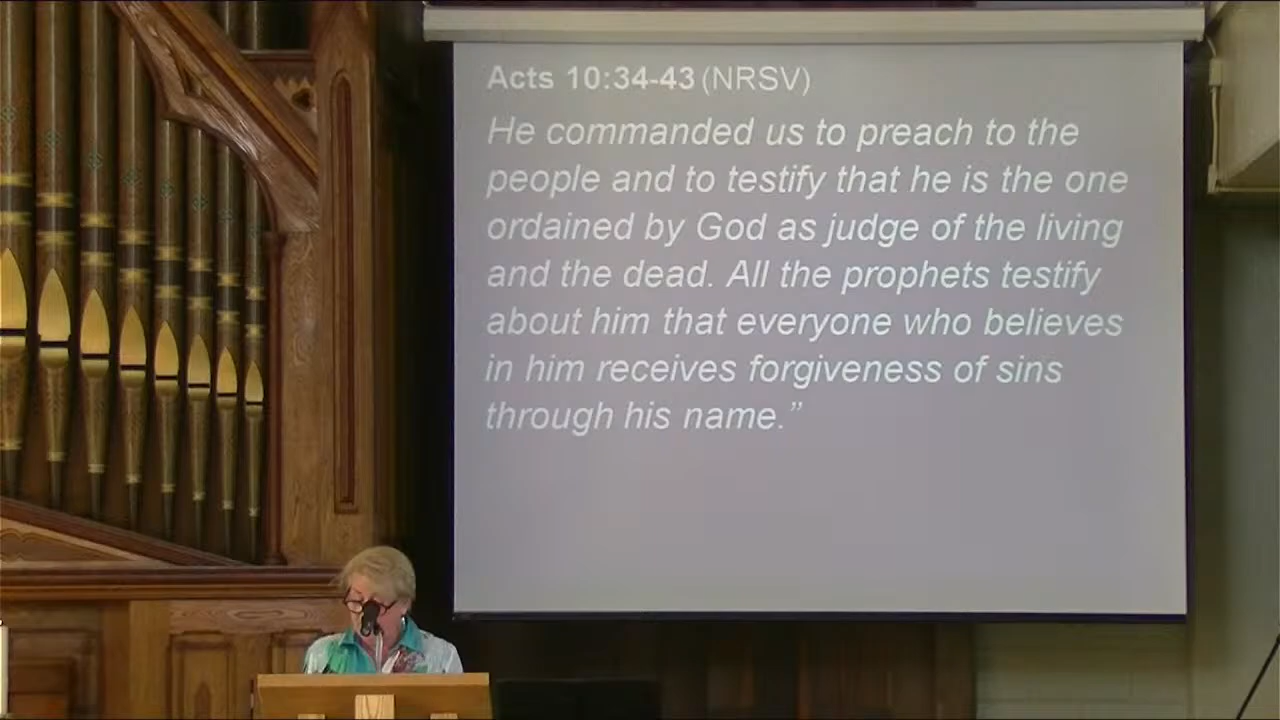 Acts 10:34-43 (NRSV)
He commanded us to preach to the
people and to testify that he is the one
ordained by God as judge of the living
and the dead. All the prophets testify
about him that everyone who believes
in him receives forgiveness of sins
through his name.”